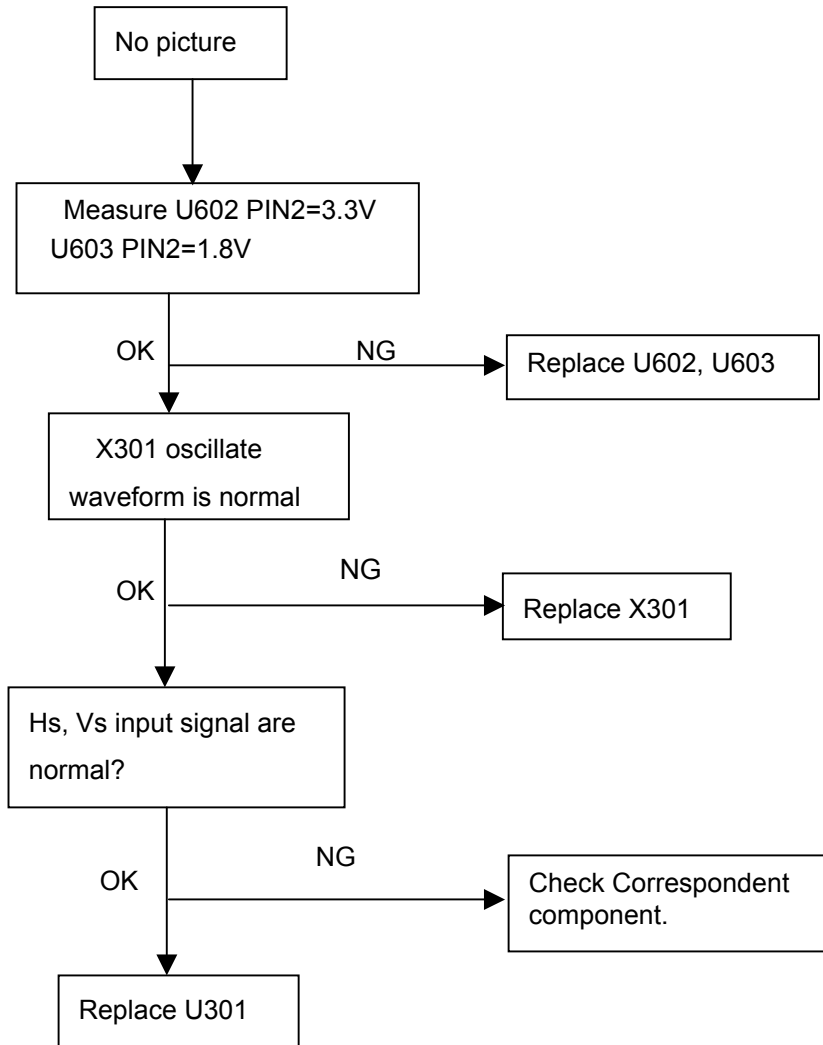 No picture
Measure U602 PIN2=3.3V
U603 PIN2=1.8V
OK
NG
Replace U602, U603
X301 oscillate
waveform is normal
NG
OK
Replace X301
Hs, Vs input signal are
normal?
NG
OK
Check Correspondent
component.
Replace U301